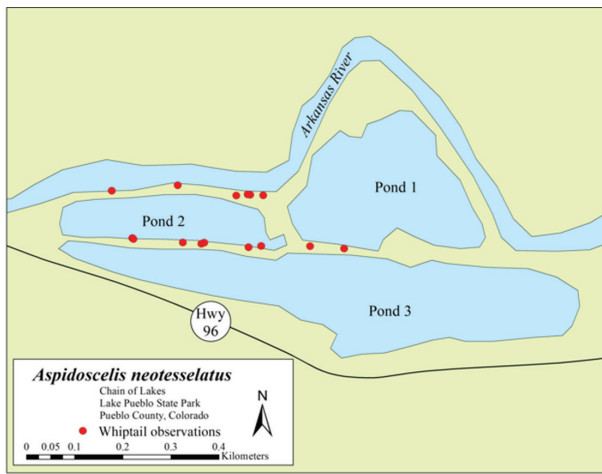 Arkansas River
Pond 1
Pond 2
Pond 3
Hwy
96
Aspidoscelis neotesselatus
Chain of Lakes
Lake Pueblo State Park
Pueblo County, Colorado
N
Whiptail observations
0 0.05 0.1 0.2 0.3 0.4
Kilometers